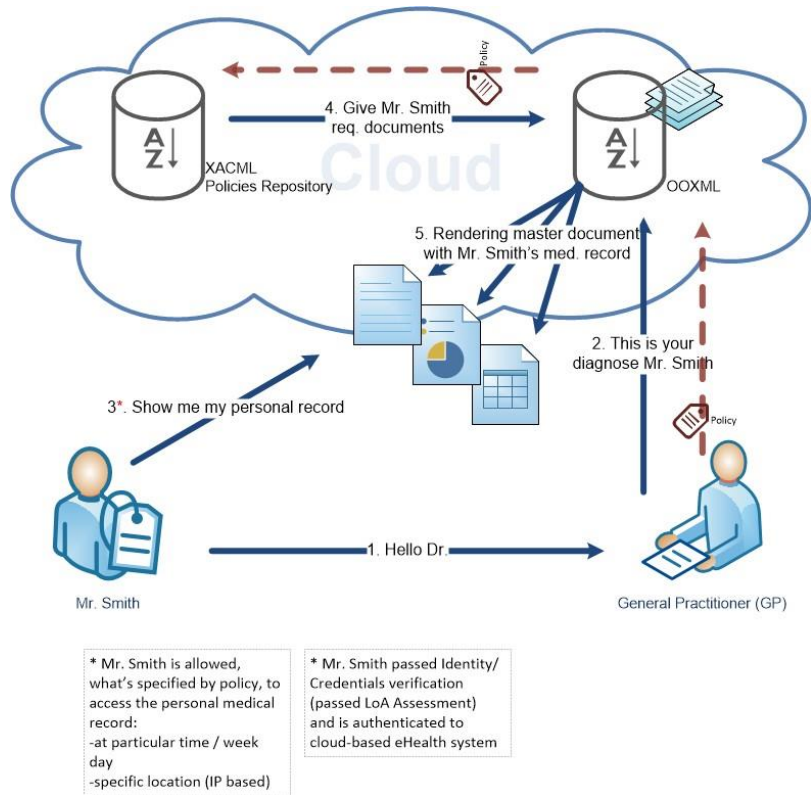 Policy
4. Give Mr. Smith
req. documents
A
Z
XACML
Policies Repository
Cloud
A
Z
OOXML
5. Rendering master document
with Mr. Smith's med. record
2. This is your
diagnose Mr. Smith
3*. Show me my personal record
Policy
1. Hello Dr.
Mr. Smith
General Practitioner (GP)
* Mr. Smith is allowed,
what's specified by policy, to
access the personal medical
record:
-at particular time / week
day
-specific location (IP based)
* Mr. Smith passed Identity/
Credentials verification
(passed LoA Assessment)
and is authenticated to
cloud-based eHealth system